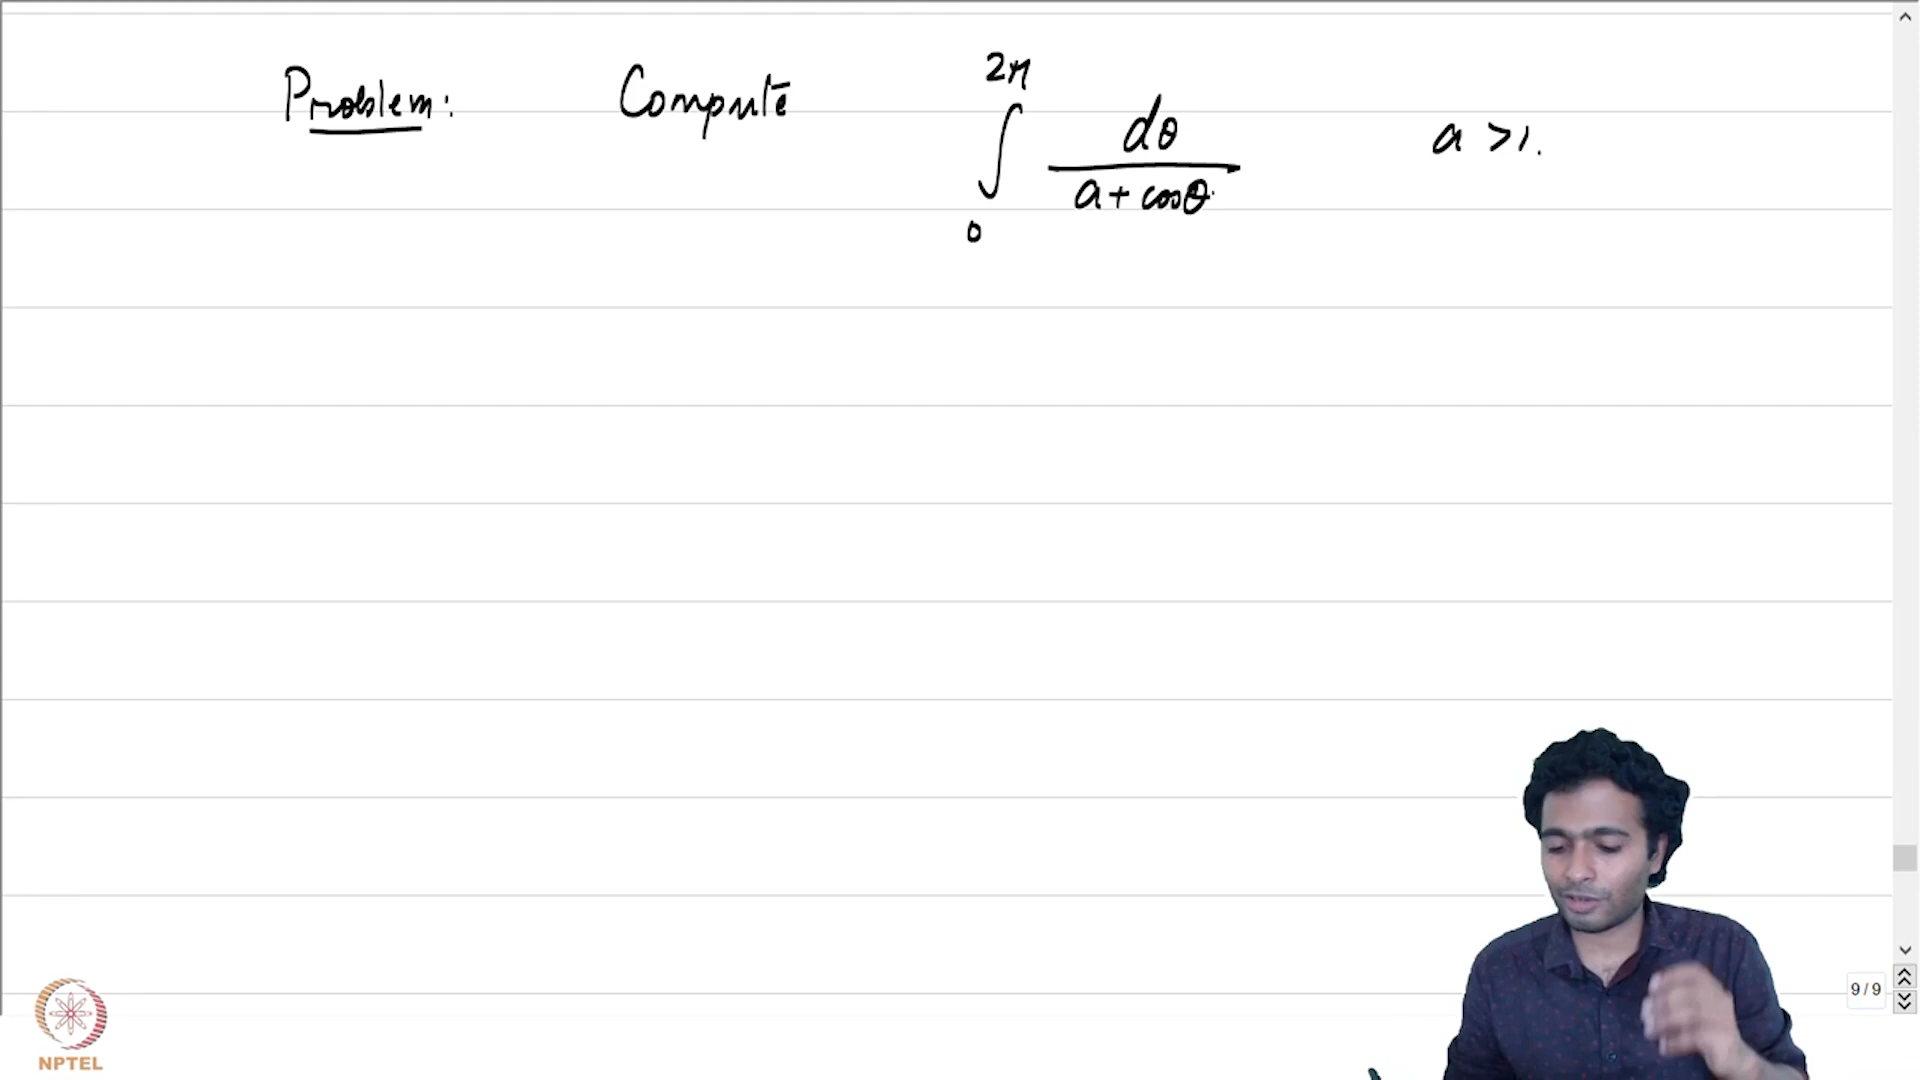 Problem: Compute ∫₀^{2π} dθ / (a + cosθ) a > 1.
9 / 9
NPTEL